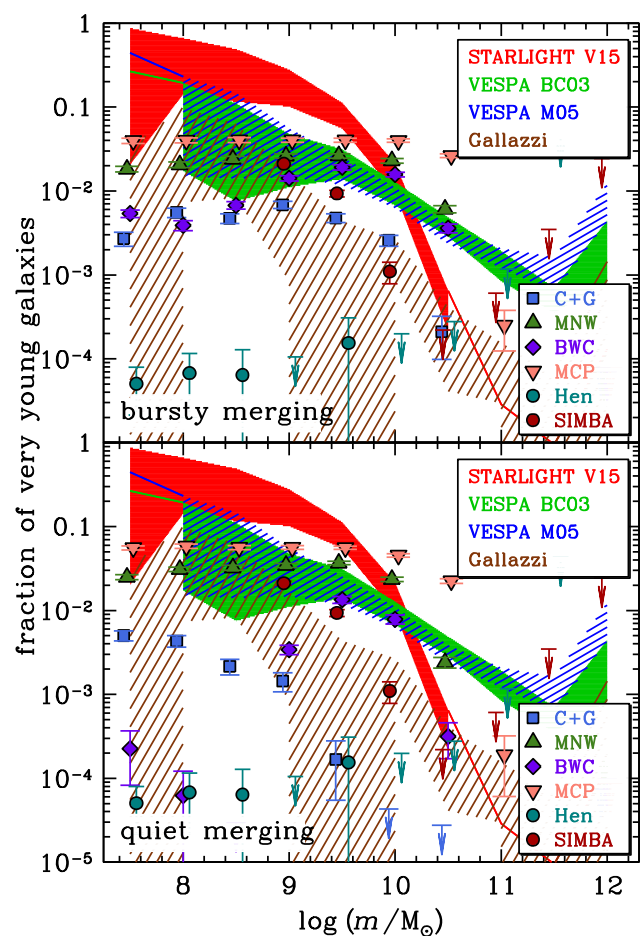 fraction of very young galaxies
1
0.1
10⁻²
10⁻³
10⁻⁴
STARLIGHT V15
VESPA BC03
VESPA M05
Gallazzi
C+G
MNW
BWC
MCP
Hen
SIMBA
bursty merging
1
0.1
10⁻²
10⁻³
10⁻⁴
10⁻⁵
STARLIGHT V15
VESPA BC03
VESPA M05
Gallazzi
C+G
MNW
BWC
MCP
Hen
SIMBA
quiet merging
8 9 10 11 12
log (m/M⊙)